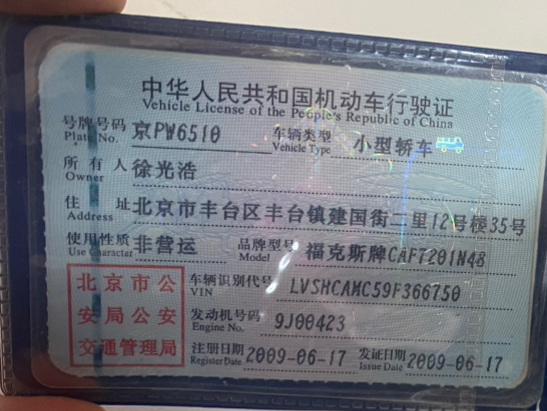 中华人民共和国机动车行驶证
Vehicle License of the People's Republic of China
号牌号码 京PW6510 车辆类型 小型轿车
Plate No. Vehicle Type
所有人 徐光浩
Owner
住址 北京市丰台区丰台镇建国街二里12号楼35号
Address
使用性质 非营运 品牌型号 福克斯牌CAF7201N48
Use Character Model
北京市公 车辆识别代号 LVSHCAMC59F366750
VIN
安局公安 发动机号码 9J00423
Engine No.
交通管理局 注册日期 2009-06-17 发证日期 2009-06-17
Register Date Issue Date